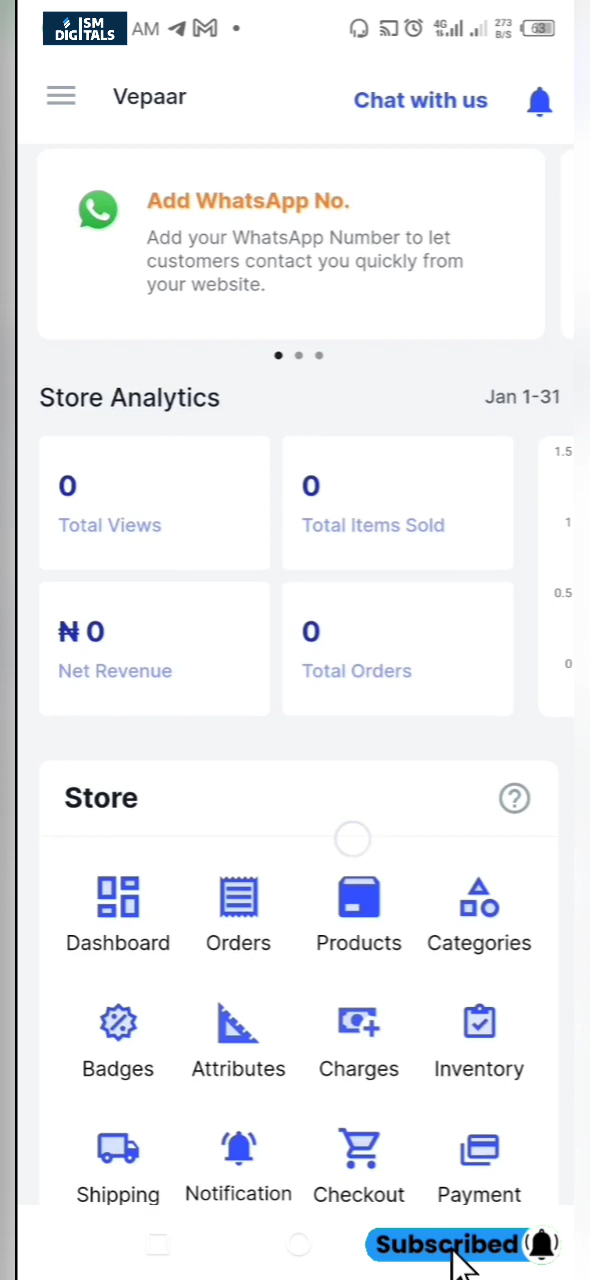 ISM
DIGITALS
AM
4G
273
B/S
63
Vepaar
Chat with us
Add WhatsApp No.
Add your WhatsApp Number to let
customers contact you quickly from
your website.
Store Analytics
Jan 1-31
0
Total Views
0
Total Items Sold
1.5
1
0.5
0
₦ 0
Net Revenue
0
Total Orders
Store
?
Dashboard
Orders
Products
Categories
Badges
Attributes
Charges
Inventory
Shipping
Notification
Checkout
Payment
Subscribed